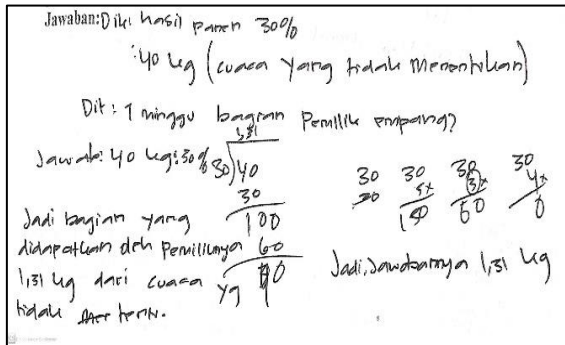 Jawaban: Dik: hasil panen 30%
: 40 kg (cuaca yang tidak menentukan)
Dit: 1 minggu bagian Pemilik empang?
Jawab: 40 kg : 30%
131
30)40
30
100
60
Jadi bagian yang
didapatkan oleh pemiliknya
1,31 kg dari cuaca yg
tidak tentu.
30 30 30 30
Jadi, Jawabannya 1,31 kg